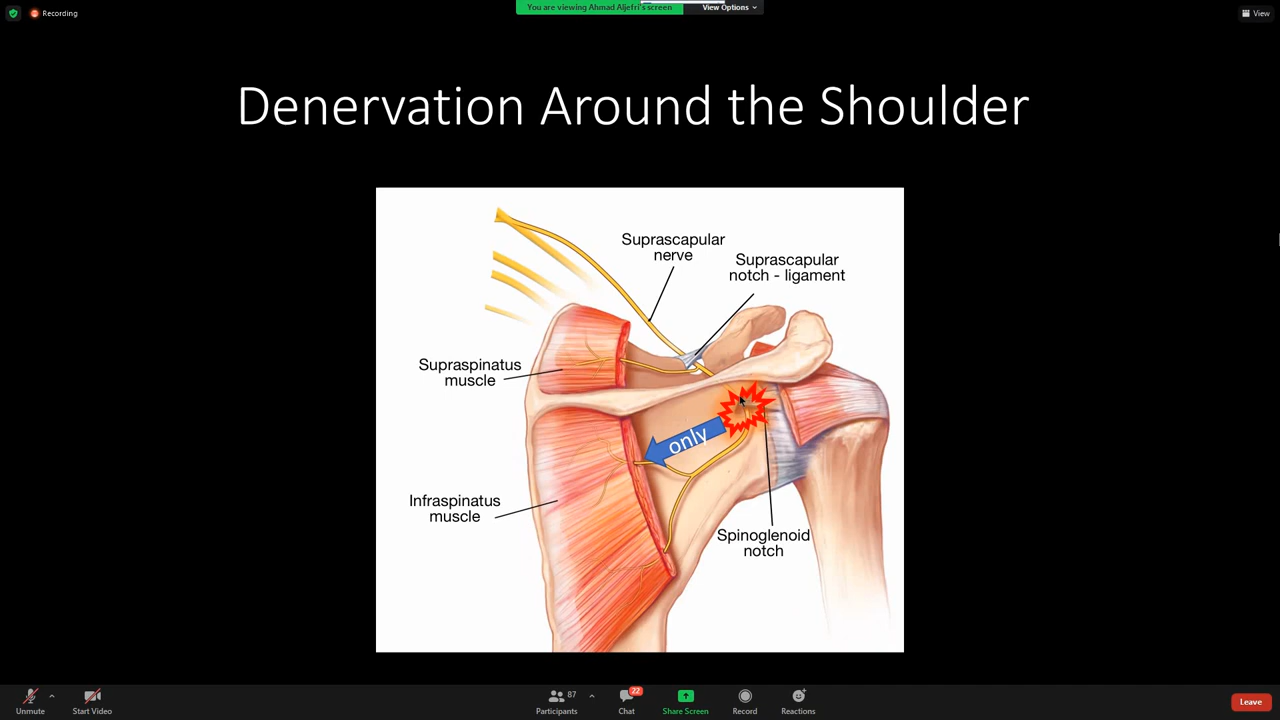 Recording
You are viewing Ahmad Aljefri's screen
View Options
View
Denervation Around the Shoulder
Suprascapular
nerve
Suprascapular
notch - ligament
Supraspinatus
muscle
only
Infraspinatus
muscle
Spinoglenoid
notch
Unmute
Start Video
Participants
87
Chat
22
Share Screen
Record
Reactions
Leave